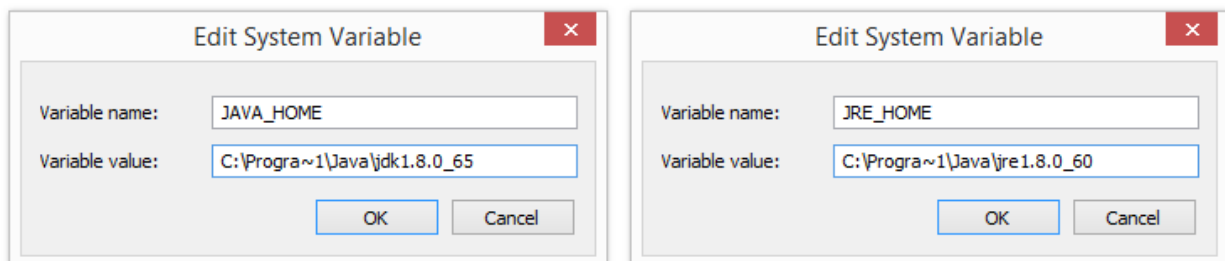 Edit System Variable
Variable name: JAVA_HOME
Variable value: C:\Progra~1\Java\jdk1.8.0_65
OK Cancel
Edit System Variable
Variable name: JRE_HOME
Variable value: C:\Progra~1\Java\jre1.8.0_60
OK Cancel